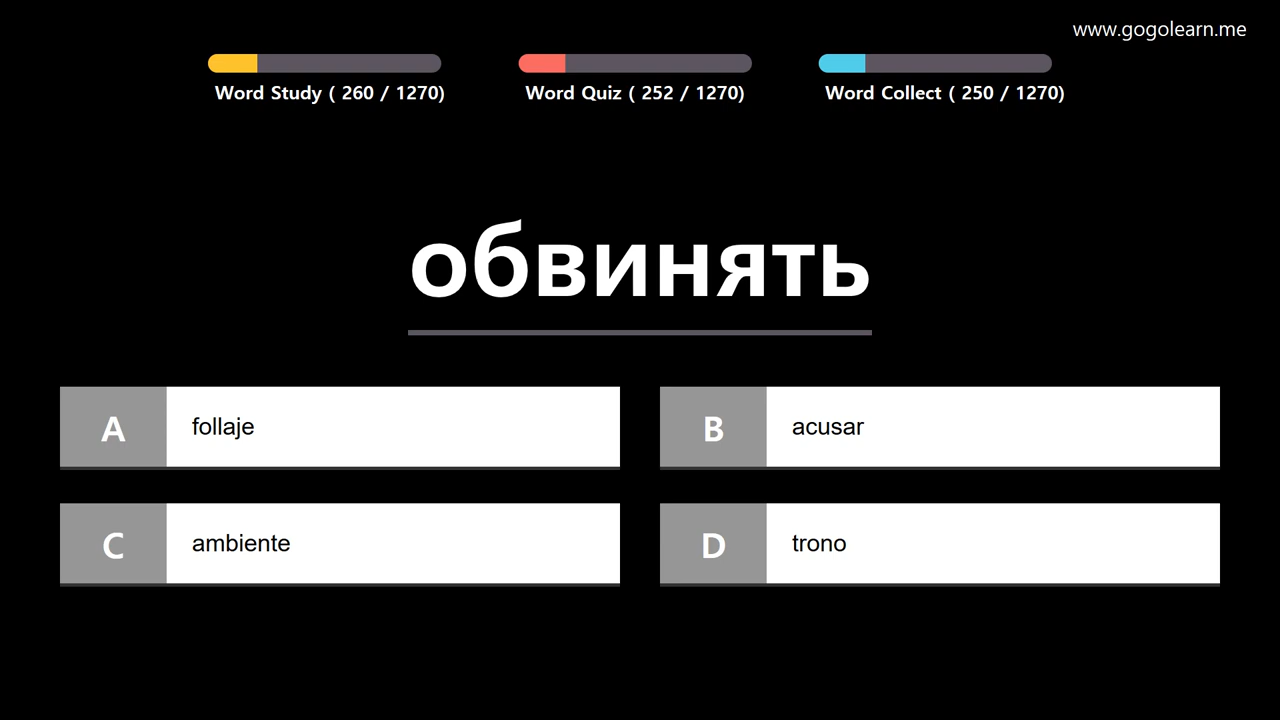 www.gogolearn.me
Word Study ( 260 / 1270)
Word Quiz ( 252 / 1270)
Word Collect ( 250 / 1270)
обвинять
A follaje
B acusar
C ambiente
D trono